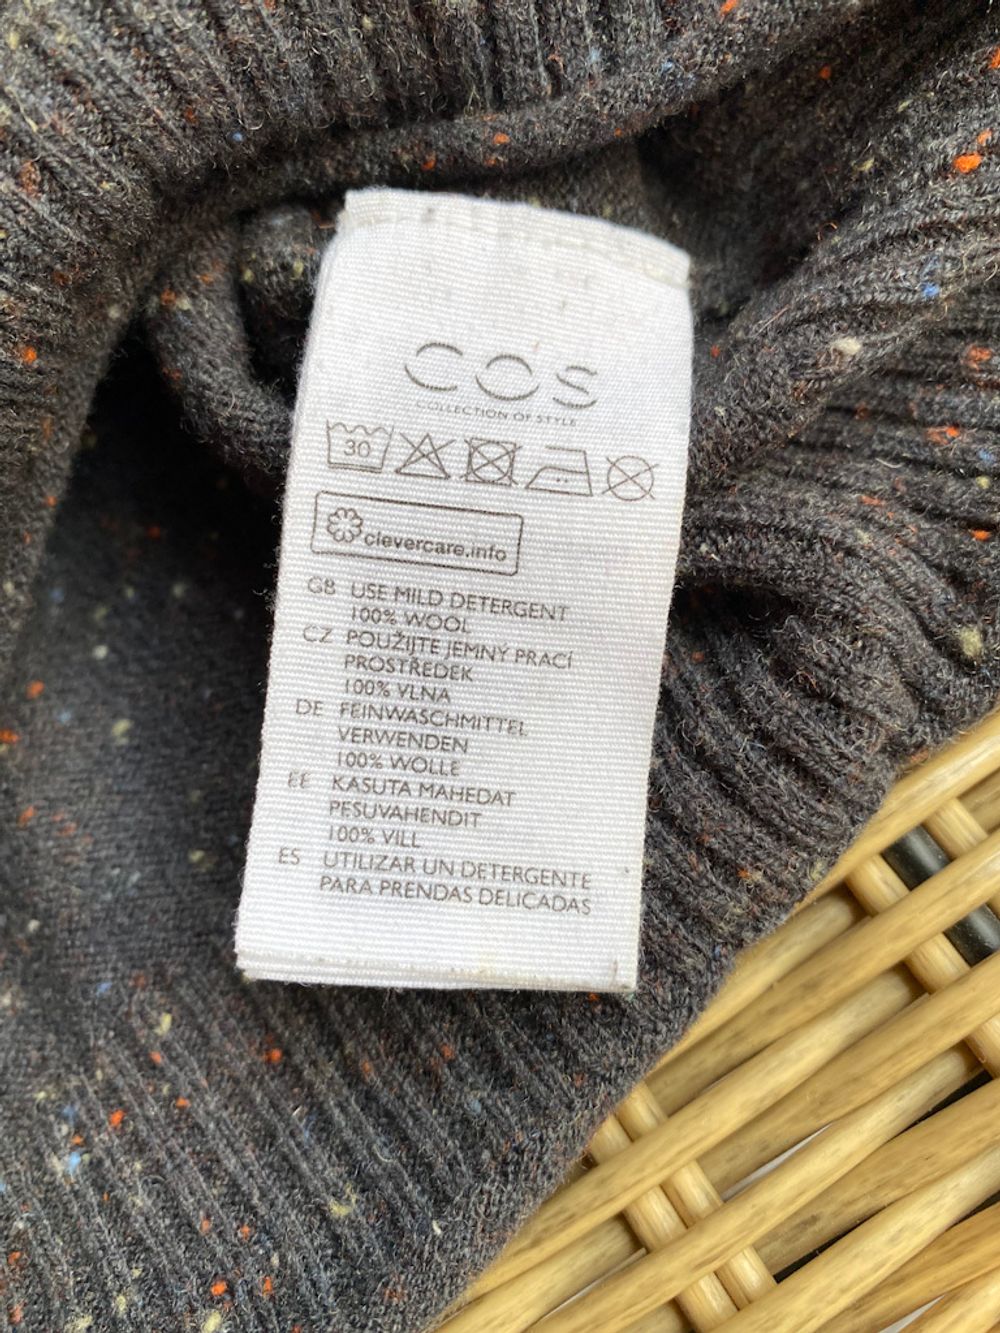 COS
COLLECTION OF STYLE
30
clevercare.info
GB USE MILD DETERGENT
100% WOOL
CZ POUŽIJTE JEMNÝ PRACÍ
PROSTŘEDEK
100% VLNA
DE FEINWASCHMITTEL
VERWENDEN
100% WOLLE
EE KASUTA MAHEDAT
PESUVAHENDIT
100% VILL
ES UTILIZAR UN DETERGENTE
PARA PRENDAS DELICADAS